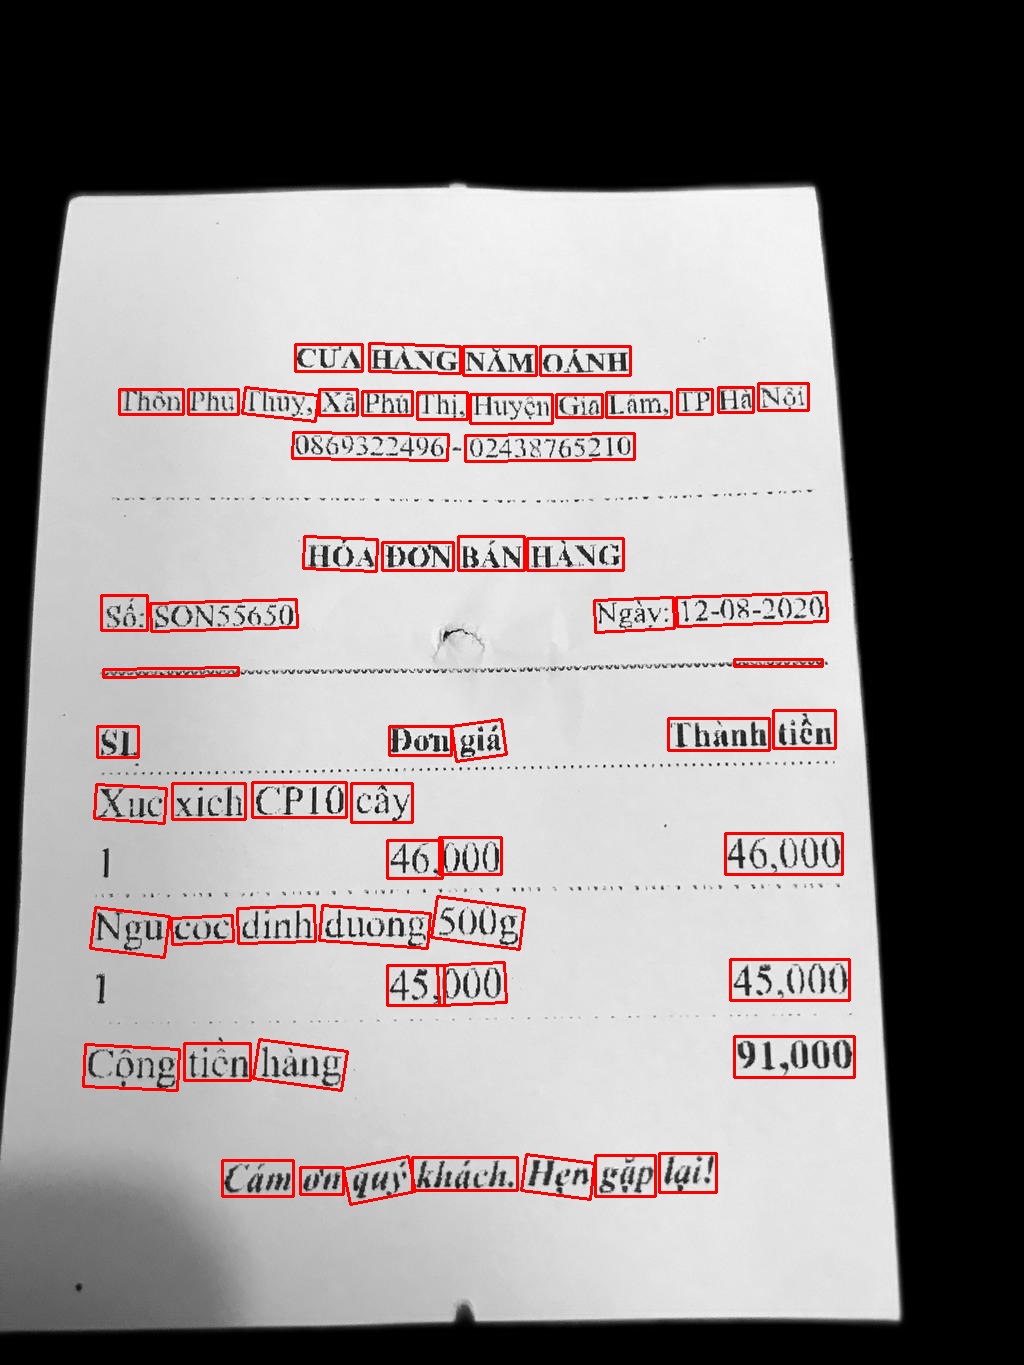 CỬA HÀNG NĂM OÁNH
Thôn Phú Thuỵ, Xã Phú Thị, Huyện Gia Lâm, TP Hà Nội
0869322496 - 02438765210
HÓA ĐƠN BÁN HÀNG
Số: SON55650 Ngày: 12-08-2020
SL Đơn giá Thành tiền
Xuc xich CP10 cây
1 46,000 46,000
Ngu coc dinh duong 500g
1 45,000 45,000
Cộng tiền hàng 91,000
Cám ơn quý khách. Hẹn gặp lại!